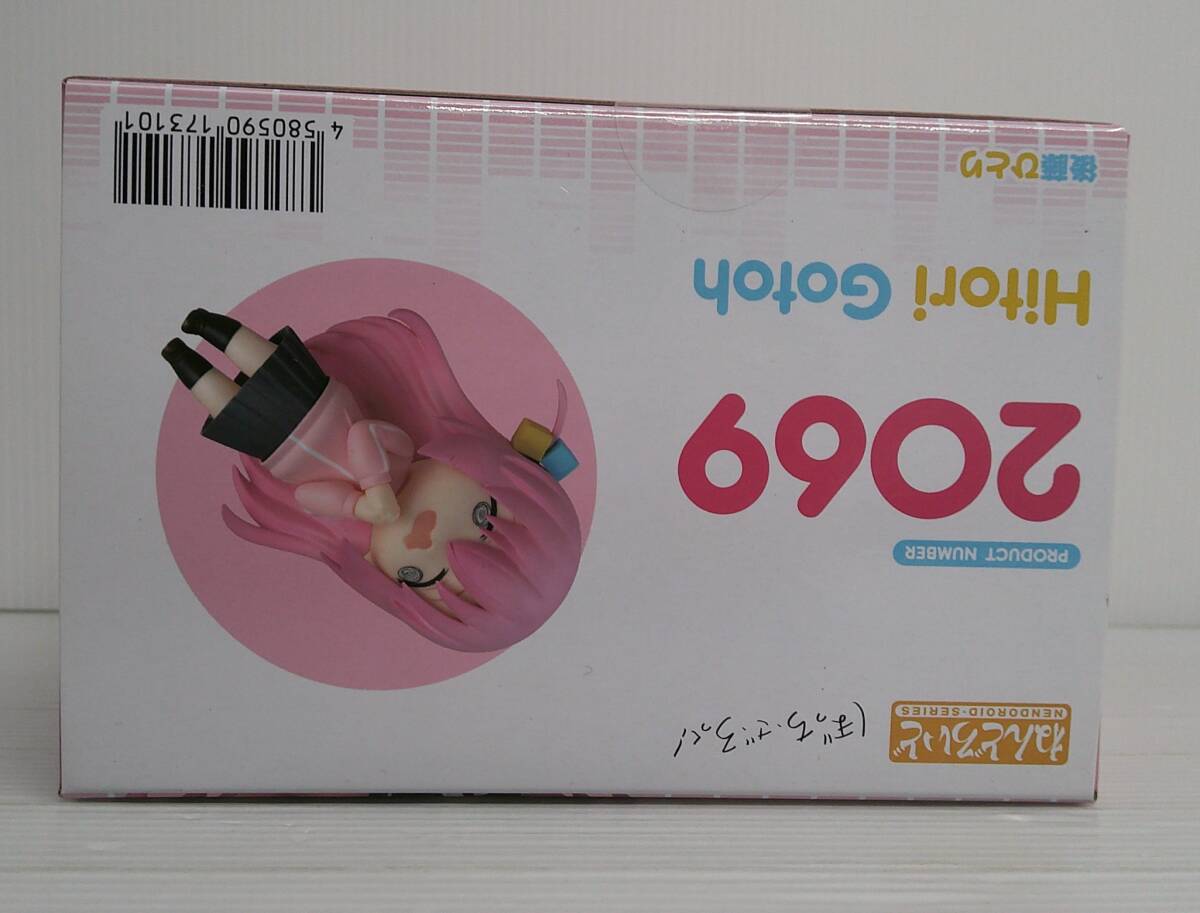 ねんどろいど
NENDOROID-SERIES
ぼっち・ざ・ろっく!
PRODUCT NUMBER
2069
Hitori Gotoh
後藤ひとり
4 580590 173101